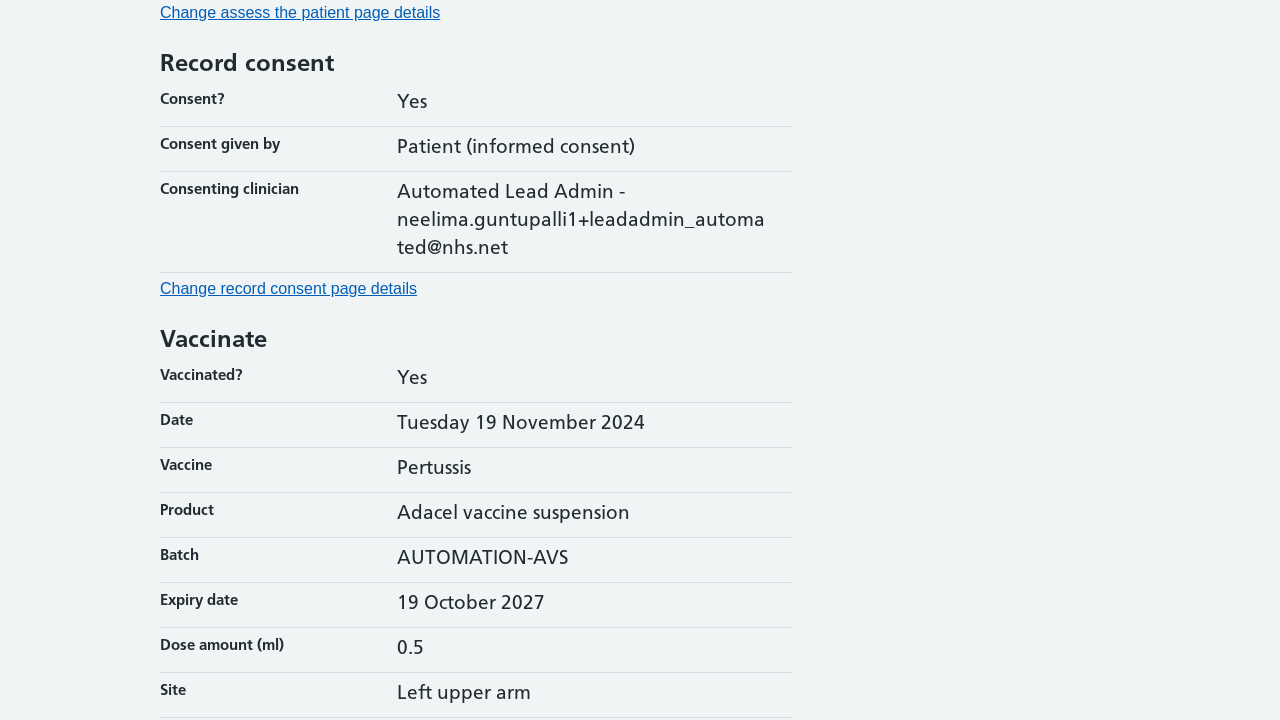 Change assess the patient page details
Record consent
Consent? Yes
Consent given by Patient (informed consent)
Consenting clinician Automated Lead Admin -
neelima.guntupalli1+leadadmin_automa
ted@nhs.net
Change record consent page details
Vaccinate
Vaccinated? Yes
Date Tuesday 19 November 2024
Vaccine Pertussis
Product Adacel vaccine suspension
Batch AUTOMATION-AVS
Expiry date 19 October 2027
Dose amount (ml) 0.5
Site Left upper arm